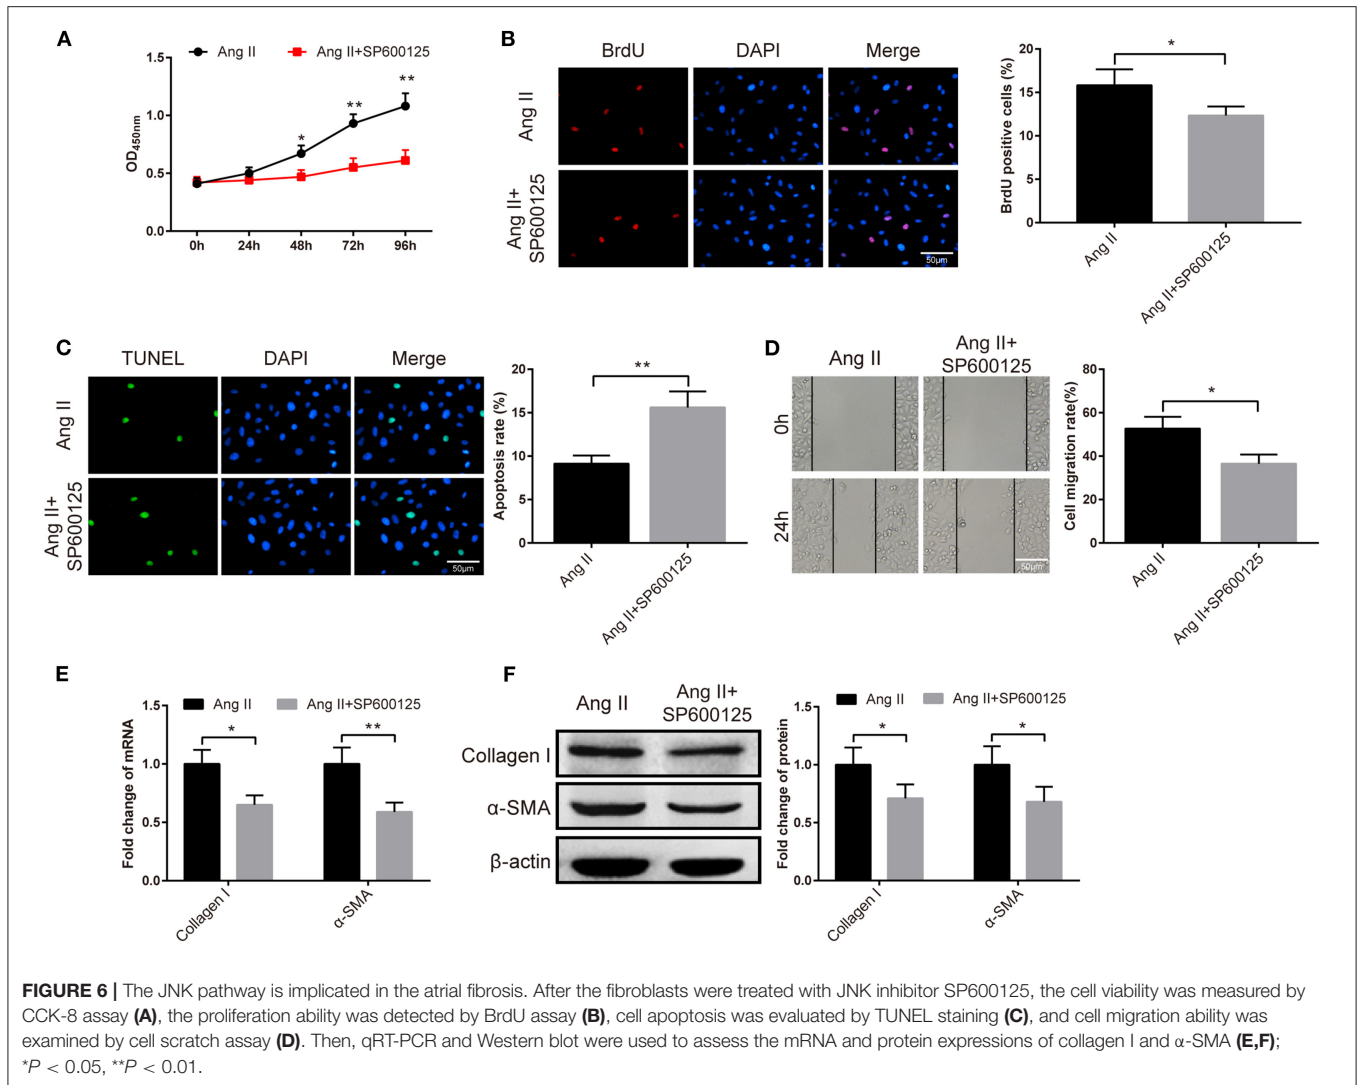 A
Ang II
Ang II+SP600125
1.5
1.0
0.5
0.0
OD450nm
*
**
**
0h 24h 48h 72h 96h
B
BrdU DAPI Merge
Ang II
Ang II+
SP600125
50μm
20
15
10
5
0
BrdU positive cells (%)
*
Ang II
Ang II+SP600125
C
TUNEL DAPI Merge
Ang II
Ang II+
SP600125
50μm
20
15
10
5
0
Apoptosis rate (%)
**
Ang II
Ang II+SP600125
D
Ang II
Ang II+
SP600125
0h
24h
50μm
80
60
40
20
0
Cell migration rate(%)
*
Ang II
Ang II+SP600125
E
Ang II
Ang II+SP600125
1.5
1.0
0.5
0.0
Fold change of mRNA
*
**
Collagen I
α-SMA
F
Ang II
Ang II+
SP600125
Collagen I
α-SMA
β-actin
Ang II
Ang II+SP600125
1.5
1.0
0.5
0.0
Fold change of protein
*
*
Collagen I
α-SMA
FIGURE 6 | The JNK pathway is implicated in the atrial fibrosis. After the fibroblasts were treated with JNK inhibitor SP600125, the cell viability was measured by
CCK-8 assay (A), the proliferation ability was detected by BrdU assay (B), cell apoptosis was evaluated by TUNEL staining (C), and cell migration ability was
examined by cell scratch assay (D). Then, qRT-PCR and Western blot were used to assess the mRNA and protein expressions of collagen I and α-SMA (E,F);
*P < 0.05, **P < 0.01.